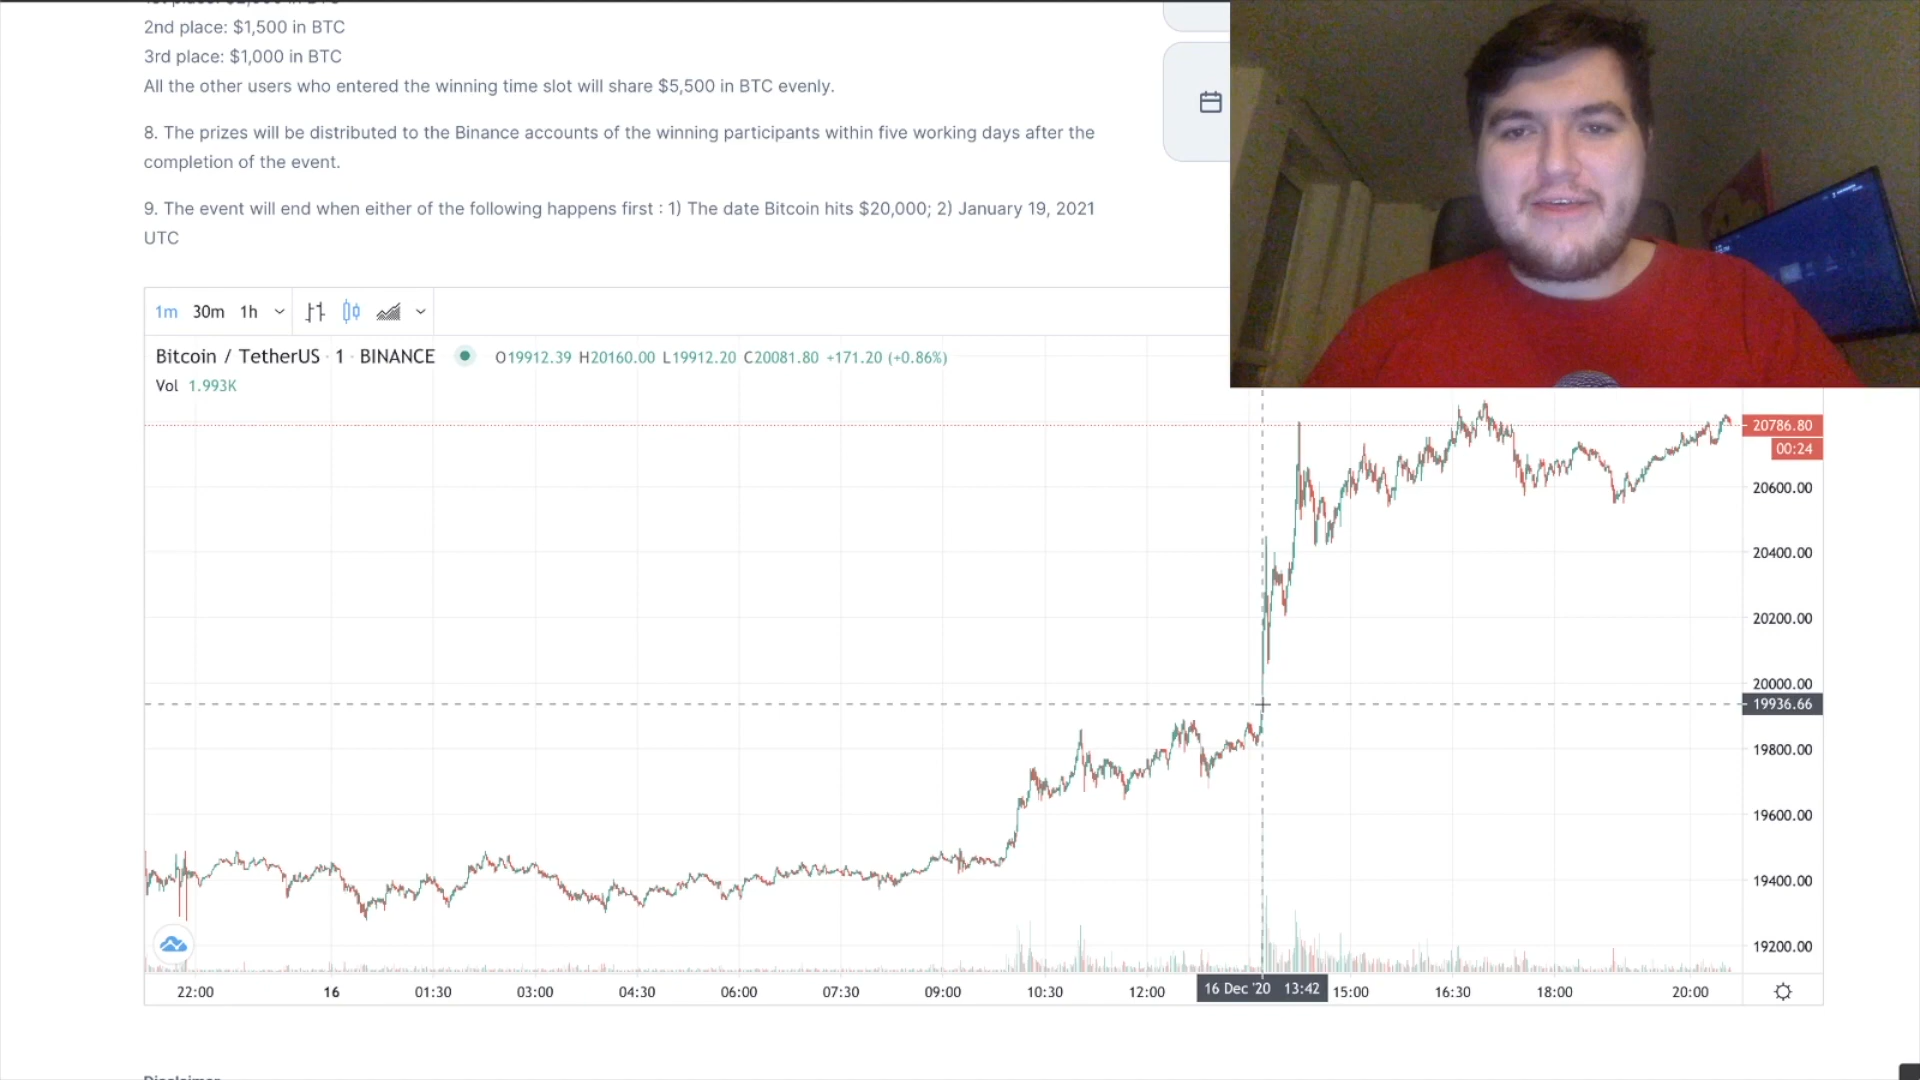 2nd place: $1,500 in BTC
3rd place: $1,000 in BTC
All the other users who entered the winning time slot will share $5,500 in BTC evenly.
8. The prizes will be distributed to the Binance accounts of the winning participants within five working days after the
completion of the event.
9. The event will end when either of the following happens first : 1) The date Bitcoin hits $20,000; 2) January 19, 2021
UTC
1m 30m 1h
Bitcoin / TetherUS · 1 · BINANCE O19912.39 H20160.00 L19912.20 C20081.80 +171.20 (+0.86%)
Vol 1.993K
20786.80
00:24
20600.00
20400.00
20200.00
20000.00
19936.66
19800.00
19600.00
19400.00
19200.00
22:00 16 01:30 03:00 04:30 06:00 07:30 09:00 10:30 12:00 16 Dec '20 13:42 15:00 16:30 18:00 20:00